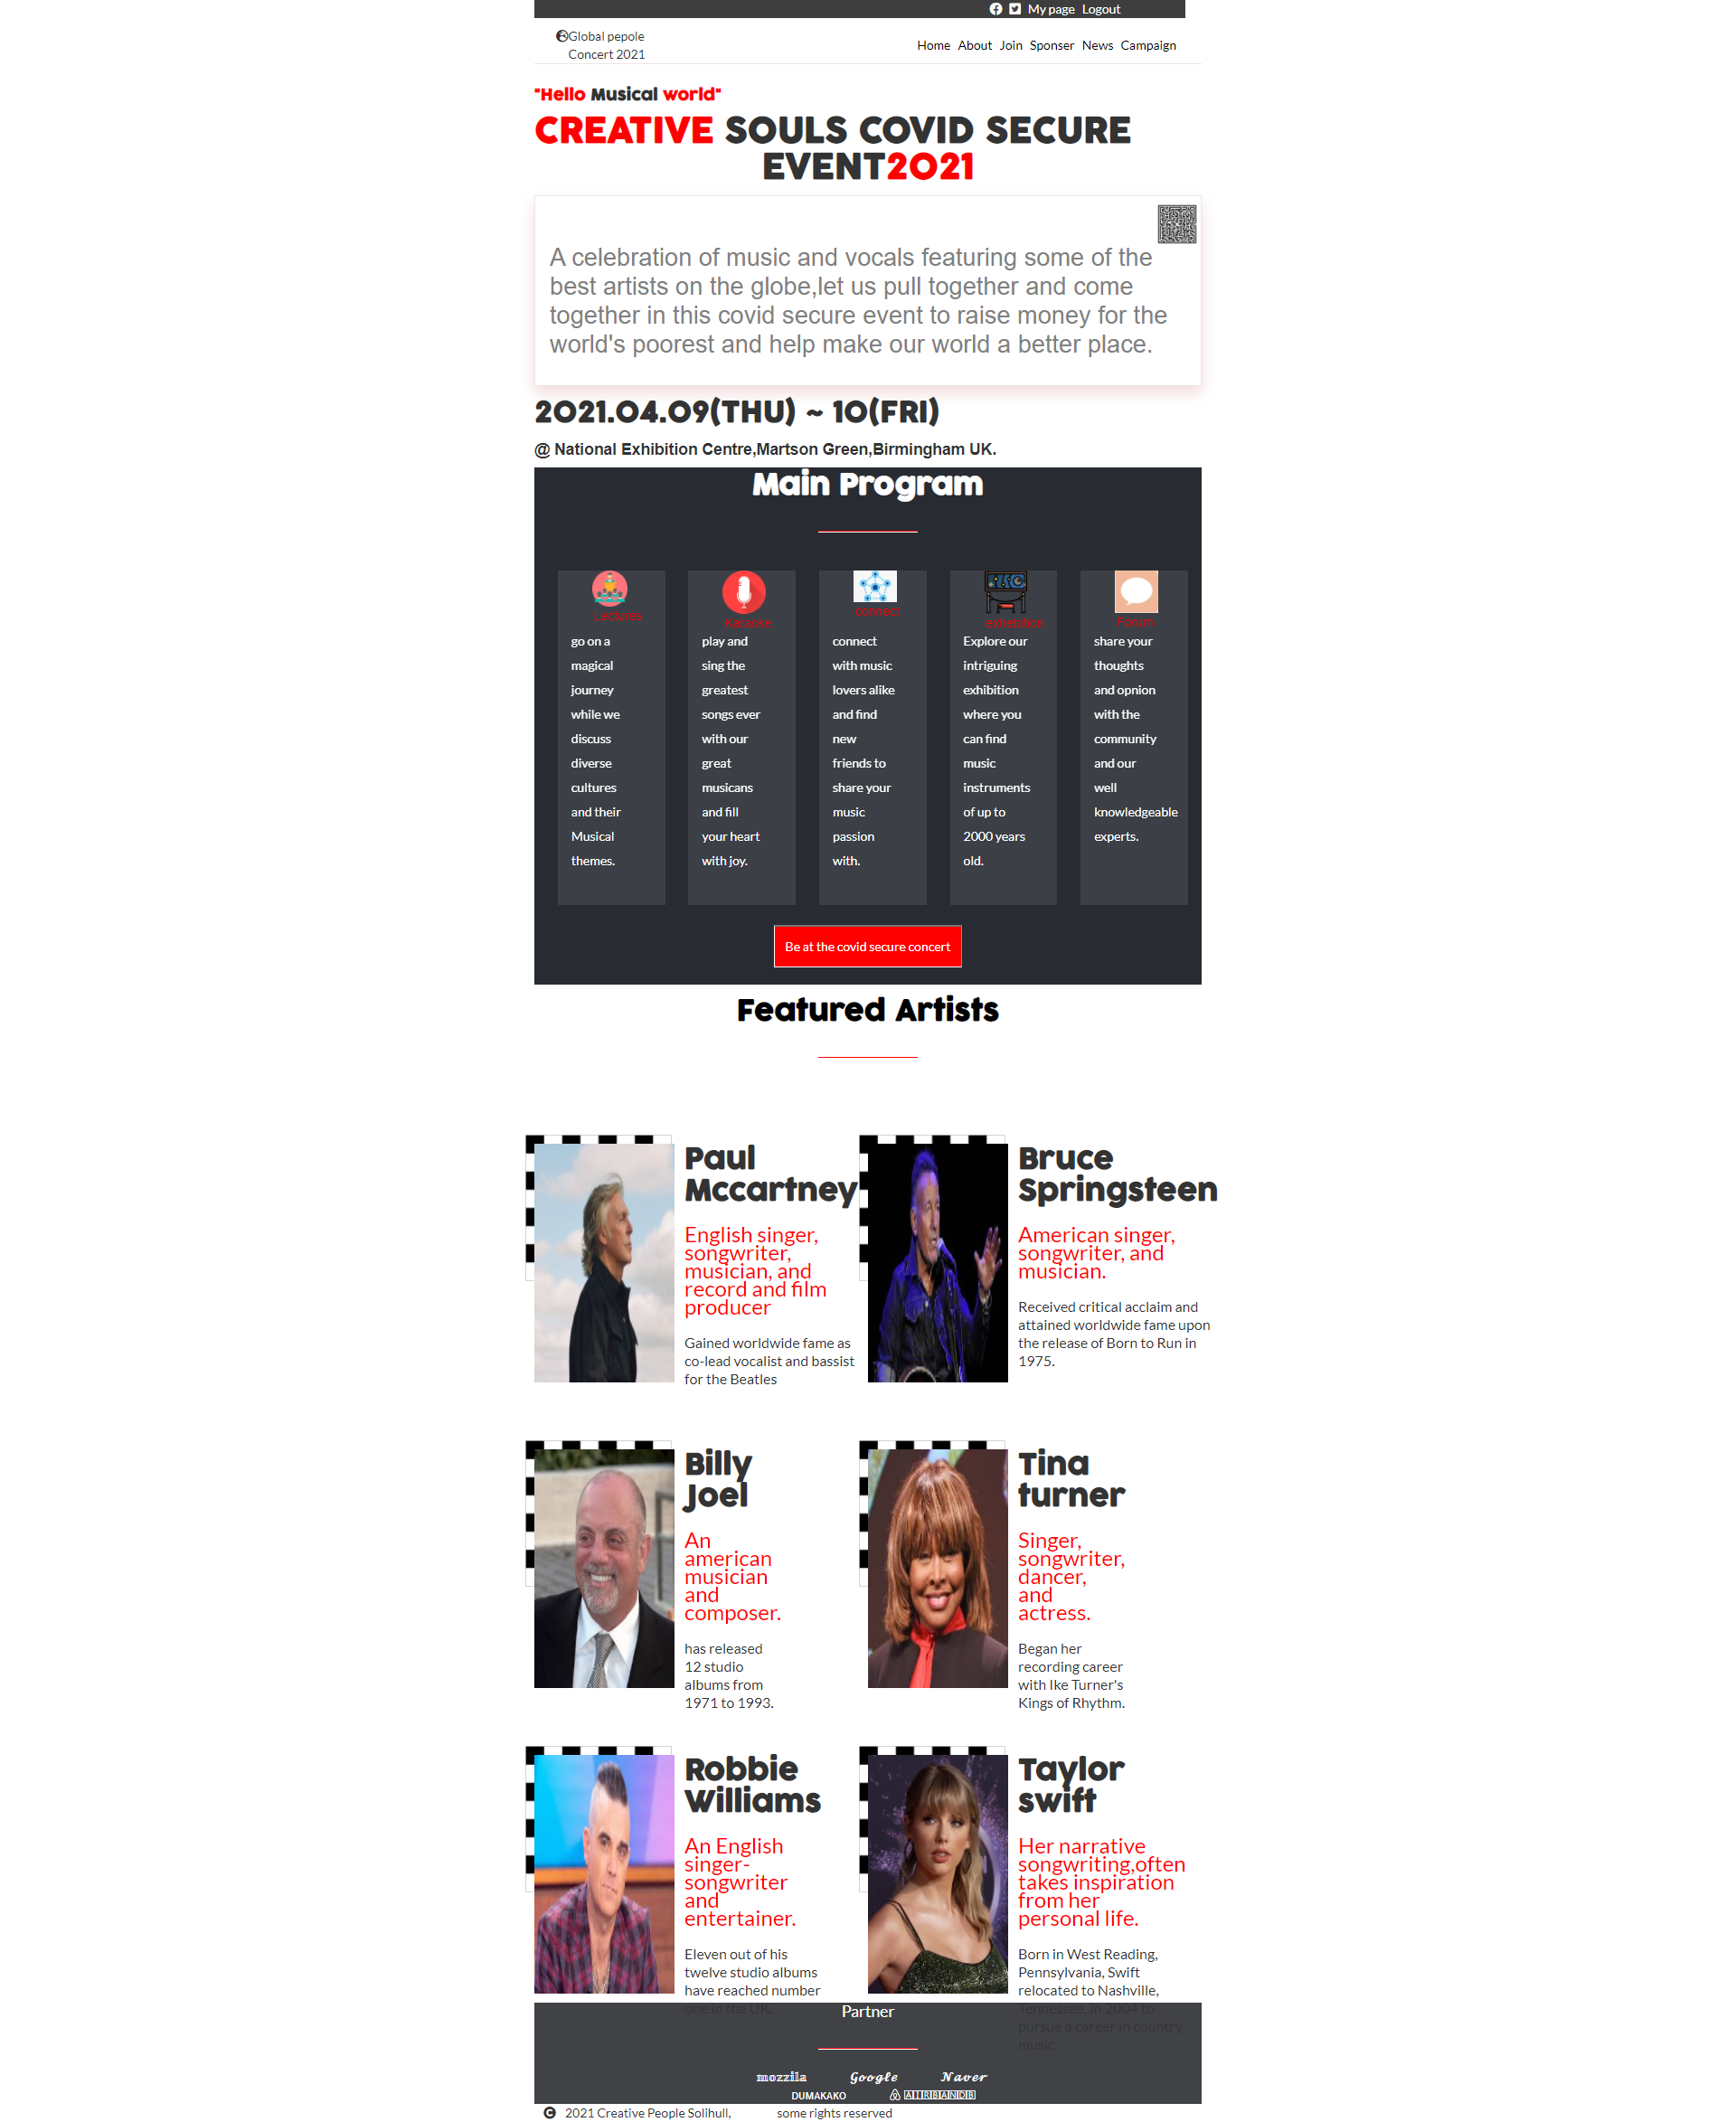 My page Logout
Global pepole
Concert 2021
Home About Join Sponser News Campaign
"Hello Musical world"
CREATIVE SOULS COVID SECURE
EVENT2021
A celebration of music and vocals featuring some of the
best artists on the globe,let us pull together and come
together in this covid secure event to raise money for the
world's poorest and help make our world a better place.
2021.04.09(THU) ~ 10(FRI)
@ National Exhibition Centre,Martson Green,Birmingham UK.
Main Program
Lectures
go on a
magical
journey
while we
discuss
diverse
cultures
and their
Musical
themes.
Karaoke
play and
sing the
greatest
songs ever
with our
great
musicans
and fill
your heart
with joy.
connect
connect
with music
lovers alike
and find
new
friends to
share your
music
passion
with.
exhebition
Explore our
intriguing
exhibition
where you
can find
music
instruments
of up to
2000 years
old.
Forum
share your
thoughts
and opnion
with the
community
and our
well
knowledgeable
experts.
Be at the covid secure concert
Featured Artists
Paul
Mccartney
English singer,
songwriter,
musician, and
record and film
producer
Gained worldwide fame as
co-lead vocalist and bassist
for the Beatles
Bruce
Springsteen
American singer,
songwriter, and
musician.
Received critical acclaim and
attained worldwide fame upon
the release of Born to Run in
1975.
Billy
Joel
An
american
musician
and
composer.
has released
12 studio
albums from
1971 to 1993.
Tina
turner
Singer,
songwriter,
dancer,
and
actress.
Began her
recording career
with Ike Turner's
Kings of Rhythm.
Robbie
Williams
An English
singer-
songwriter
and
entertainer.
Eleven out of his
twelve studio albums
have reached number
one in the UK.
Taylor
swift
Her narrative
songwriting,often
takes inspiration
from her
personal life.
Born in West Reading,
Pennsylvania, Swift
relocated to Nashville,
Tennessee, in 2004 to
pursue a career in country
music.
Partner
mozzila Google Naver
DUMAKAKO AIRBANDB
2021 Creative People Solihull, some rights reserved